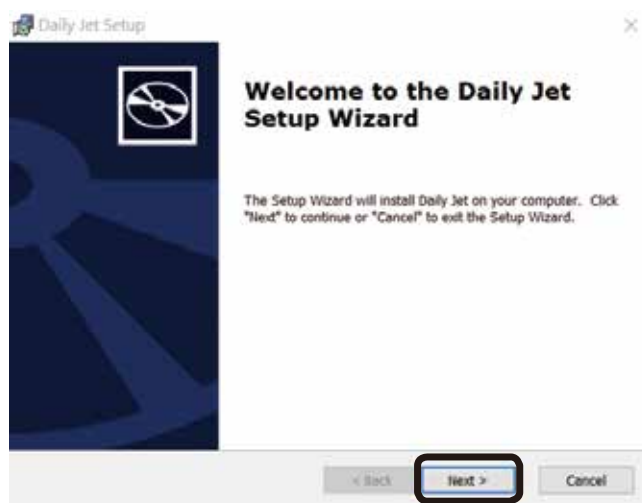 Daily Jet Setup
Welcome to the Daily Jet
Setup Wizard
The Setup Wizard will install Daily Jet on your computer. Click
"Next" to continue or "Cancel" to exit the Setup Wizard.
< Back
Next >
Cancel